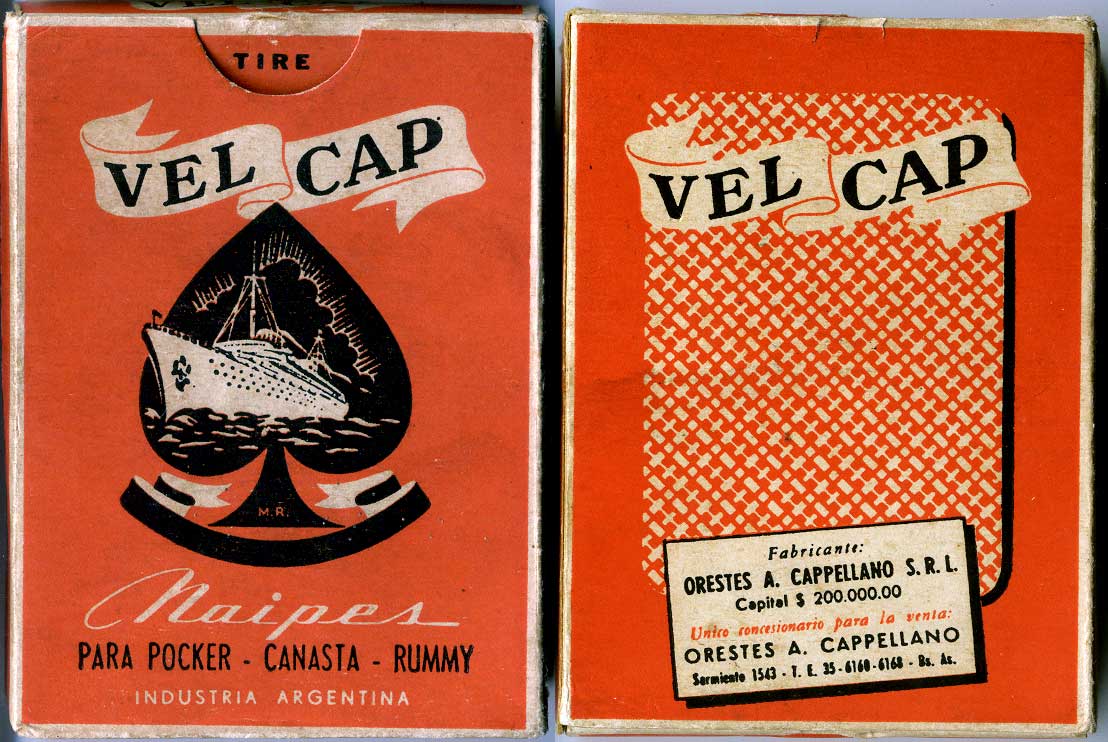 TIRE
VEL CAP
M.R.
Naipes
PARA POCKER - CANASTA - RUMMY
INDUSTRIA ARGENTINA
VEL CAP
Fabricante:
ORESTES A. CAPPELLANO S. R. L.
Capital $ 200.000.00
Unico concesionario para la venta:
ORESTES A. CAPPELLANO
Sarmiento 1543 - T. E. 35-6160-6168 - Bs. As.